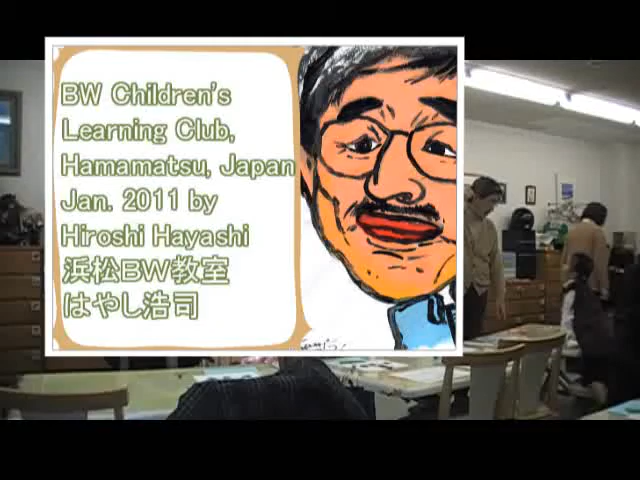 BW Children's
Learning Club,
Hamamatsu, Japan
Jan. 2011 by
Hiroshi Hayashi
浜松BW教室
はやし浩司